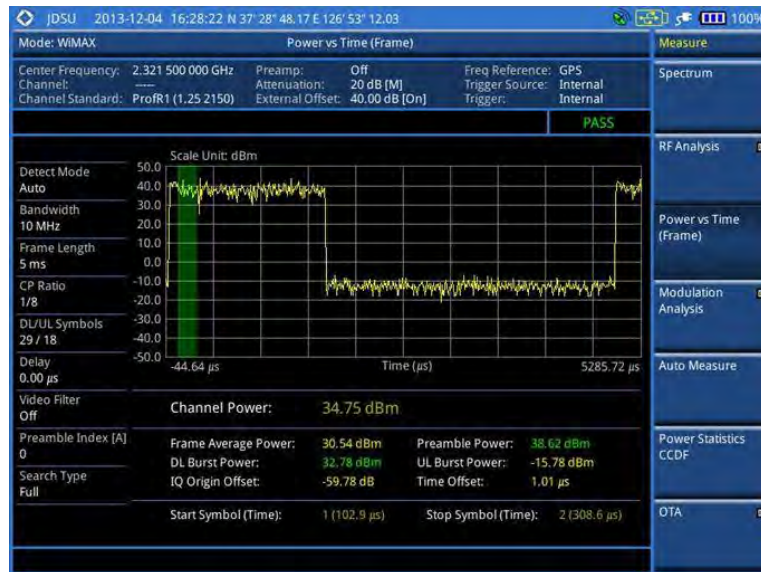 JDSU 2013-12-04 16:28:22 N 37' 28" 48.17 E 126' 53" 12.03 100%
Mode: WiMAX Power vs Time (Frame) Measure
Center Frequency: 2.321 500 000 GHz Preamp: Off Freq Reference: GPS
Channel: ----- Attenuation: 20 dB [M] Trigger Source: Internal
Channel Standard: ProfR1 (1,25 2150) External Offset: 40.00 dB [On] Trigger: Internal
PASS
Spectrum
RF Analysis
Power vs Time
(Frame)
Modulation
Analysis
Auto Measure
Power Statistics
CCDF
OTA
Detect Mode
Auto
Bandwidth
10 MHz
Frame Length
5 ms
CP Ratio
1/8
DL/UL Symbols
29 / 18
Delay
0.00 µs
Video Filter
Off
Preamble Index [A]
0
Search Type
Full
Scale Unit: dBm
50.0
40.0
30.0
20.0
10.0
0.0
-10.0
-20.0
-30.0
-40.0
-50.0
-44.64 µs Time (µs) 5285.72 µs
Channel Power: 34.75 dBm
Frame Average Power: 30.54 dBm Preamble Power: 38.62 dBm
DL Burst Power: 32.78 dBm UL Burst Power: -15.78 dBm
IQ Origin Offset: -59.78 dB Time Offset: 1.01 µs
Start Symbol (Time): 1 (102.9 µs) Stop Symbol (Time): 2 (308.6 µs)